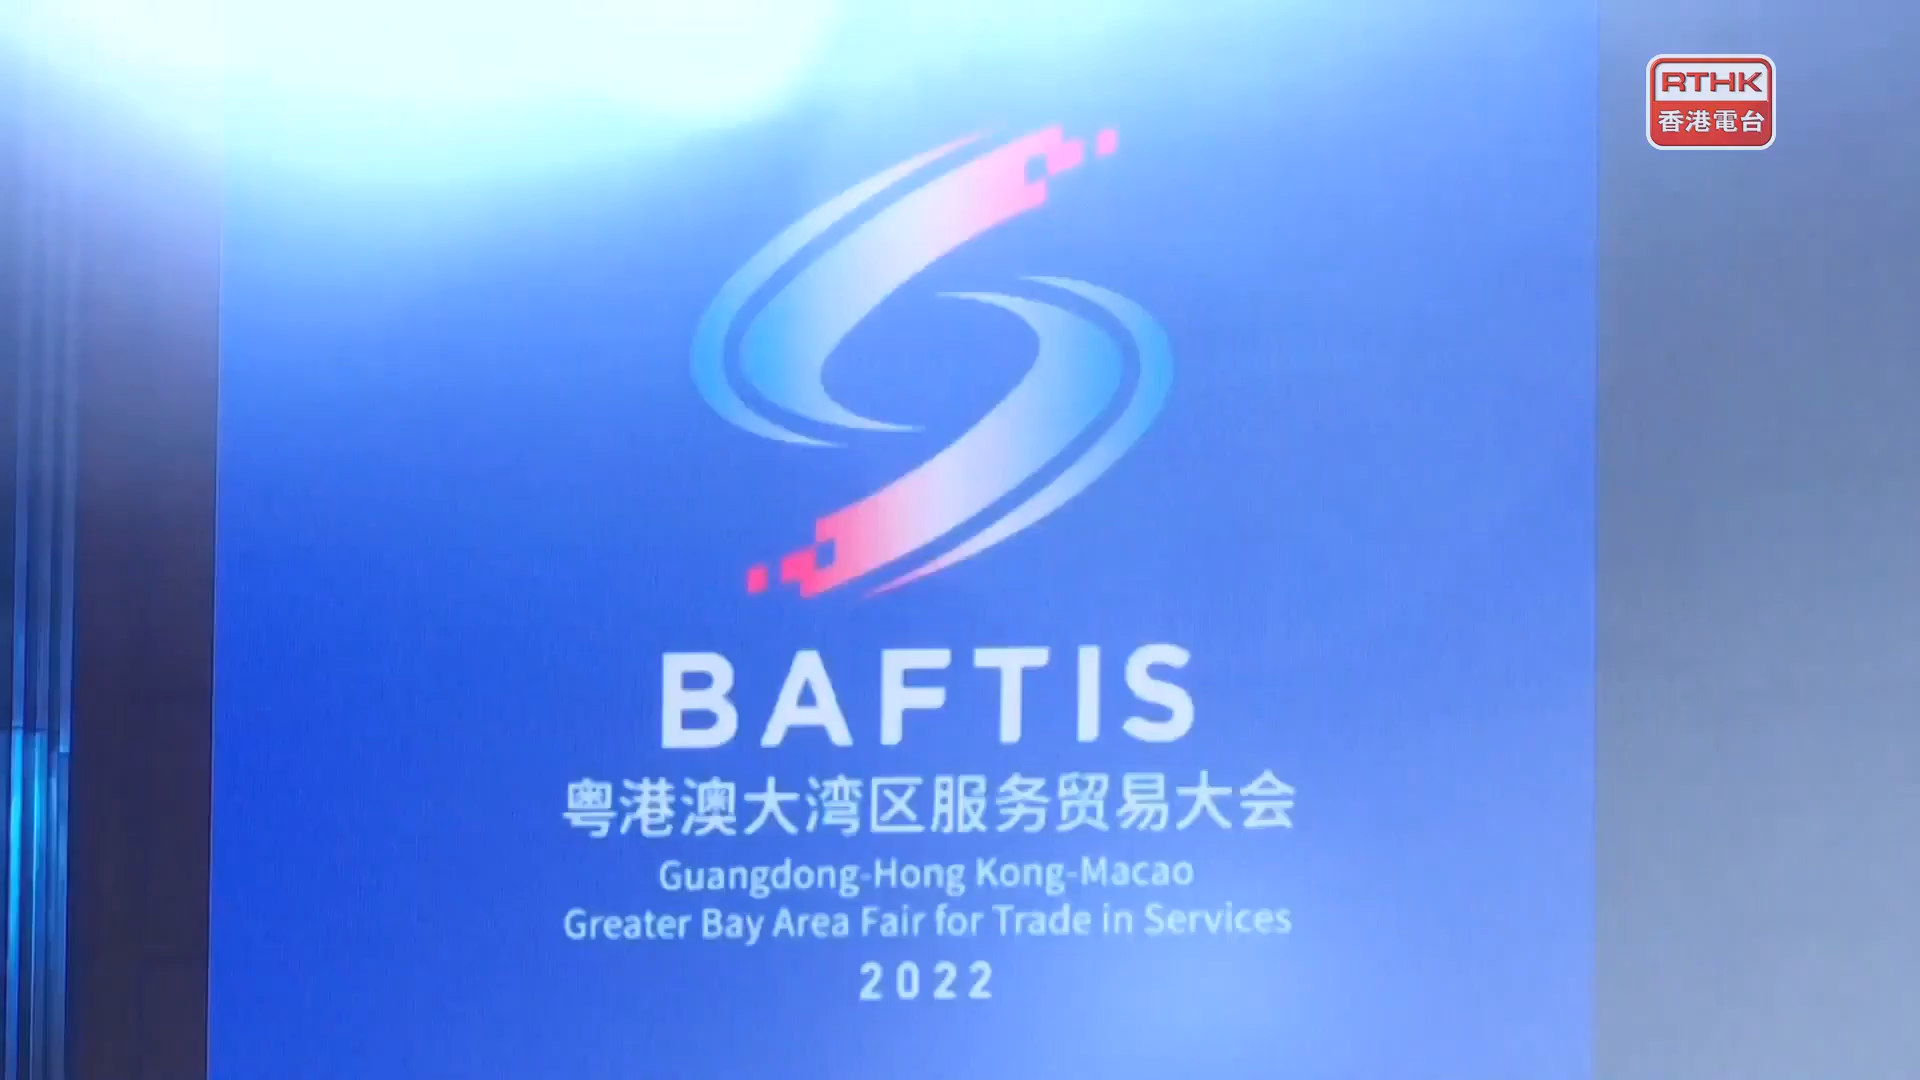 RTHK
香港電台
BAFTIS
粤港澳大湾区服务贸易大会
Guangdong-Hong Kong-Macao
Greater Bay Area Fair for Trade in Services
2022